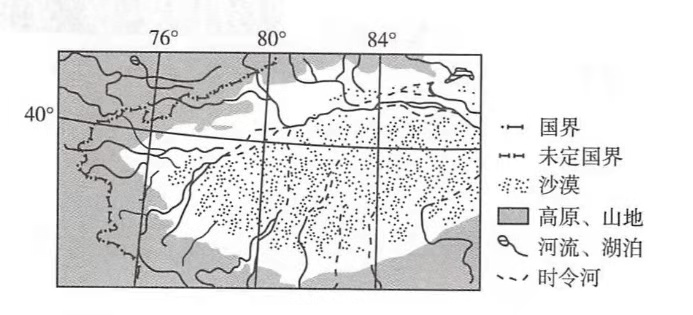 76° 80° 84°
40°
国界
未定国界
沙漠
高原、山地
河流、湖泊
时令河